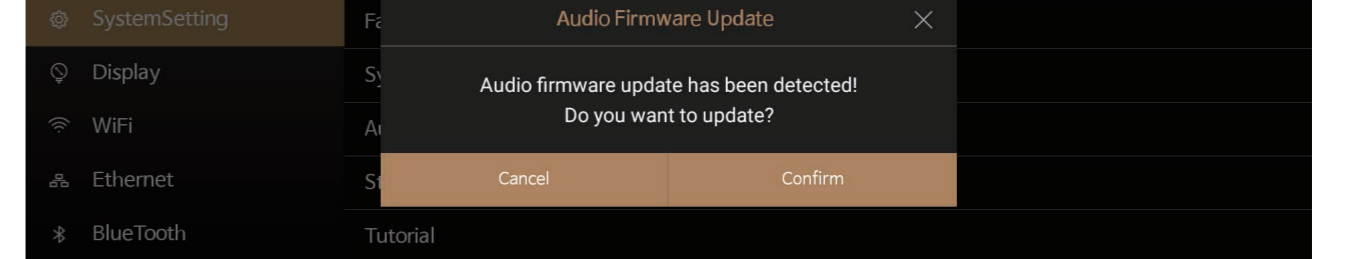 SystemSetting
Audio Firmware Update
Display
Audio firmware update has been detected!
Do you want to update?
WiFi
Ethernet
Cancel
Confirm
BlueTooth
Tutorial